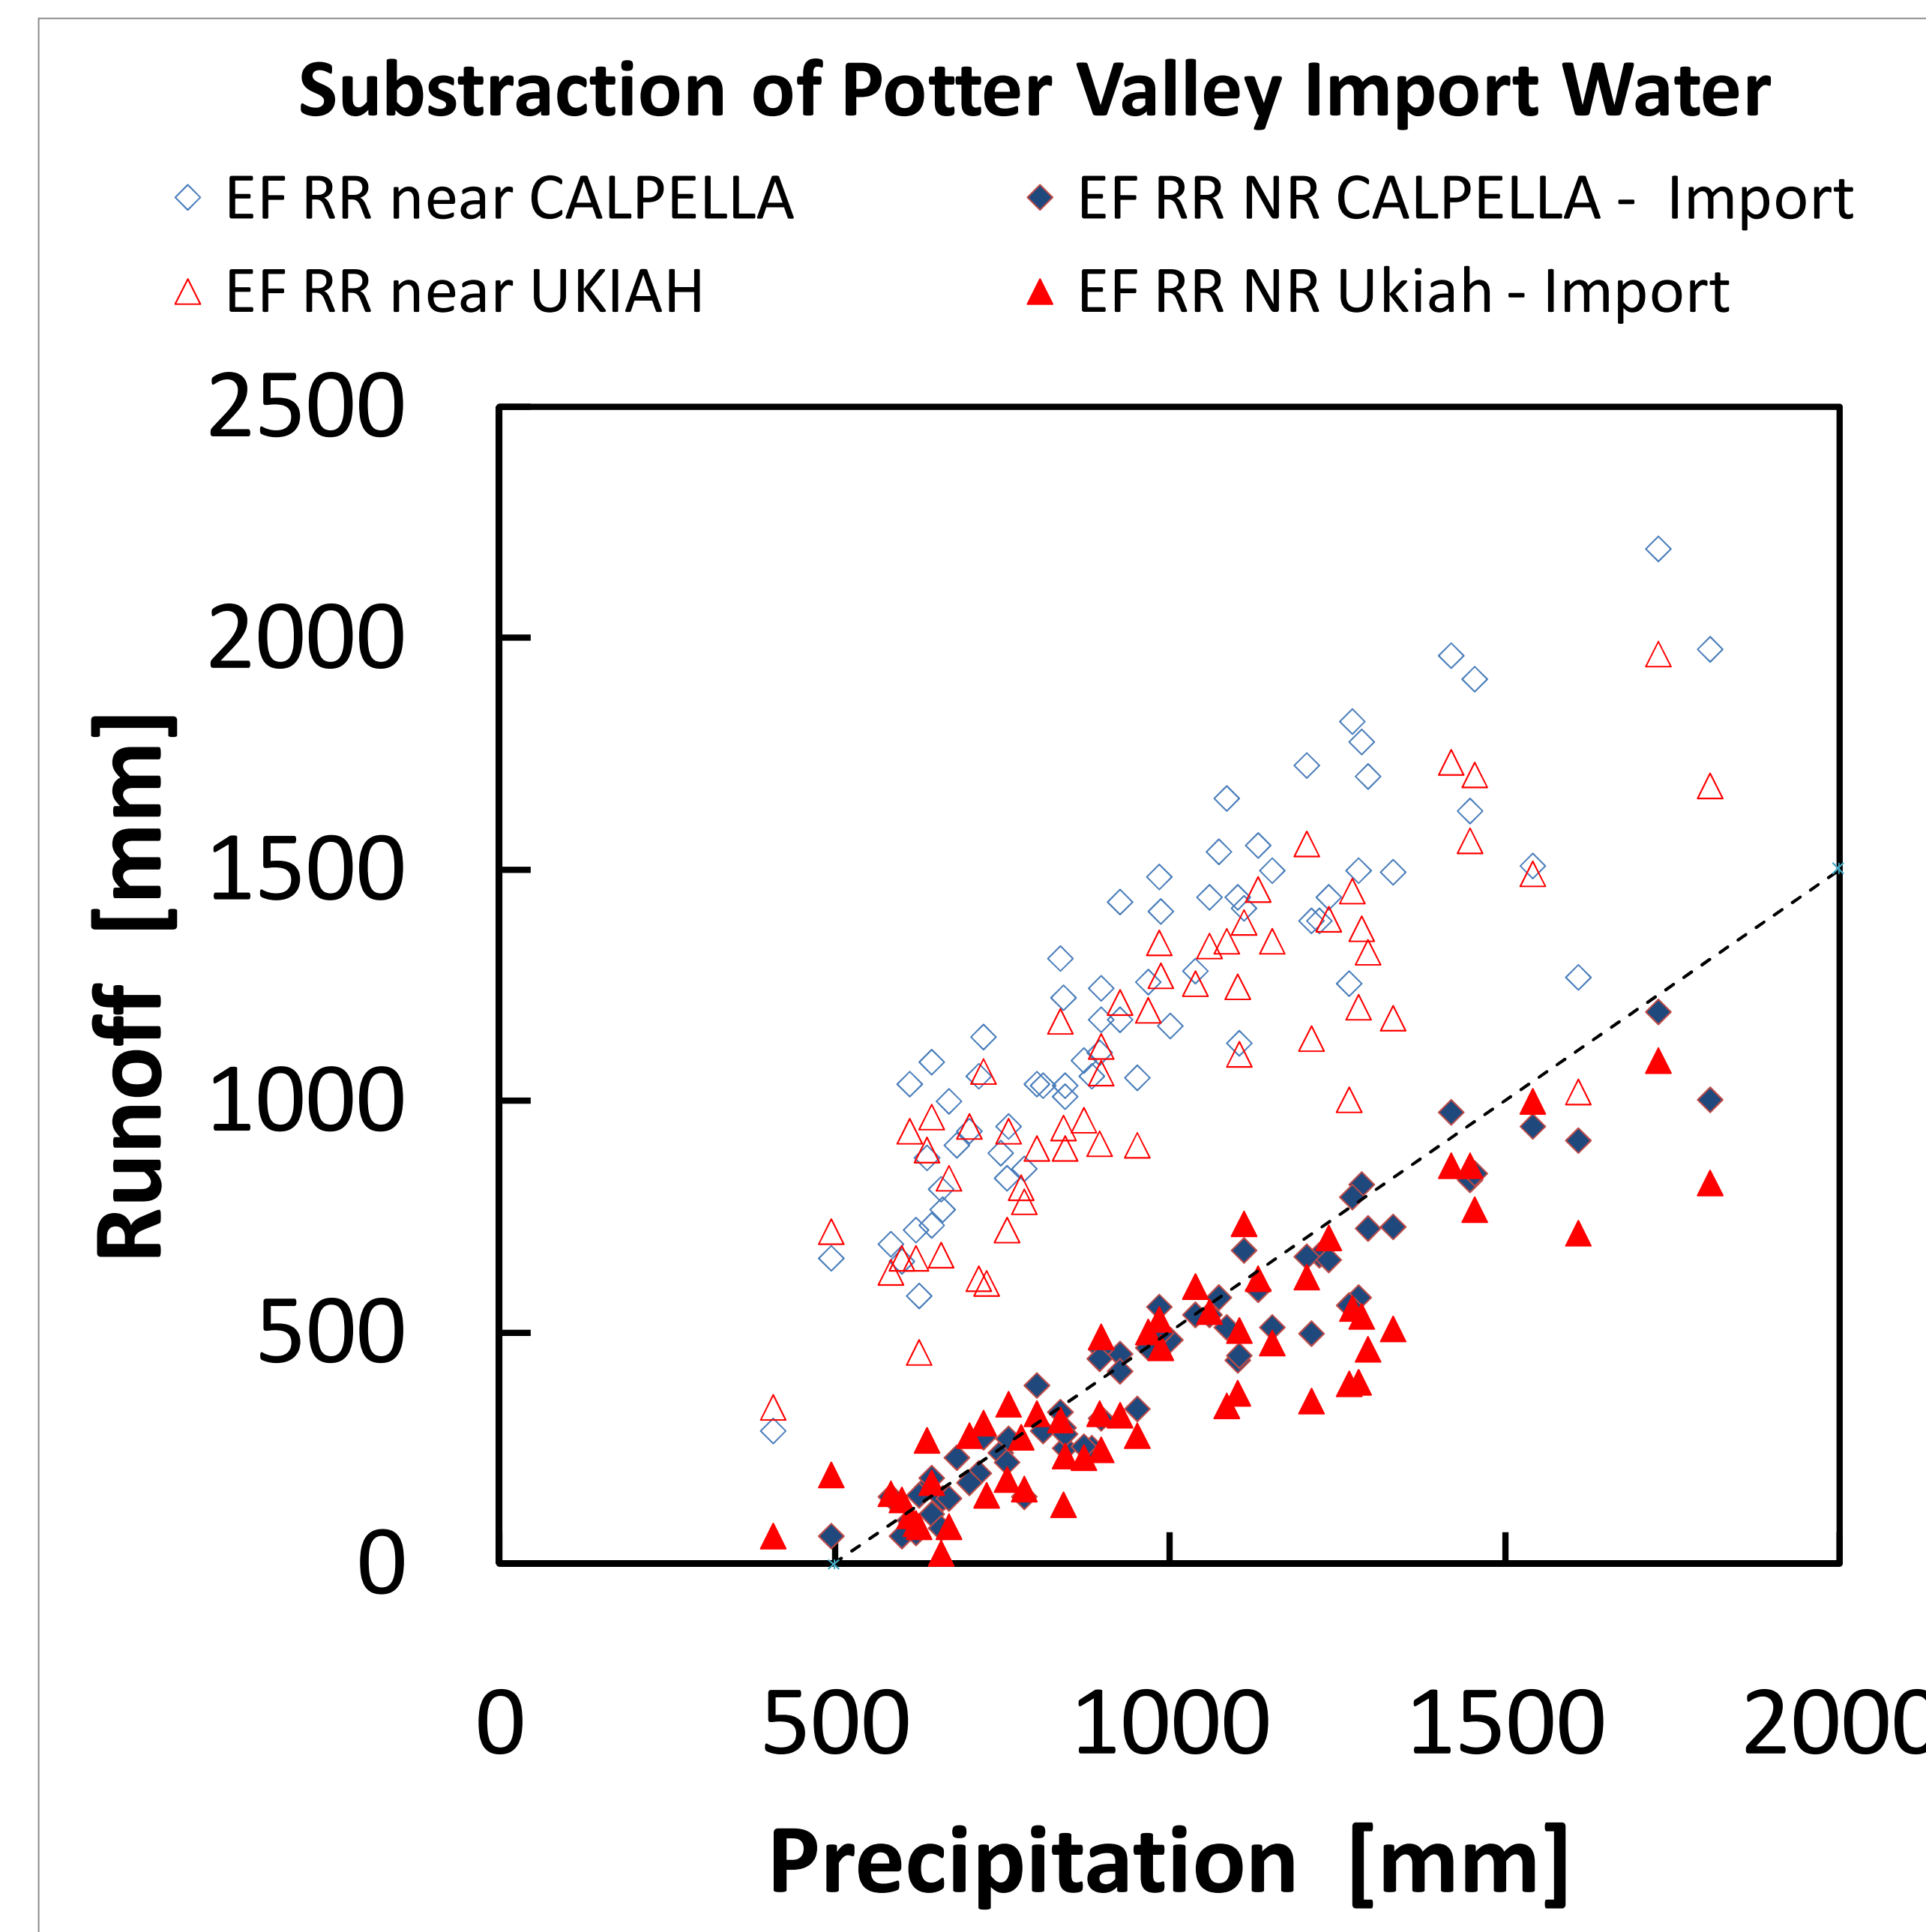 Substraction of Potter Valley Import Water
EF RR near CALPELLA
EF RR NR CALPELLA - Import
EF RR near UKIAH
EF RR NR Ukiah - Import
2500
2000
1500
1000
500
0
Runoff [mm]
0 500 1000 1500 2000
Precipitation [mm]